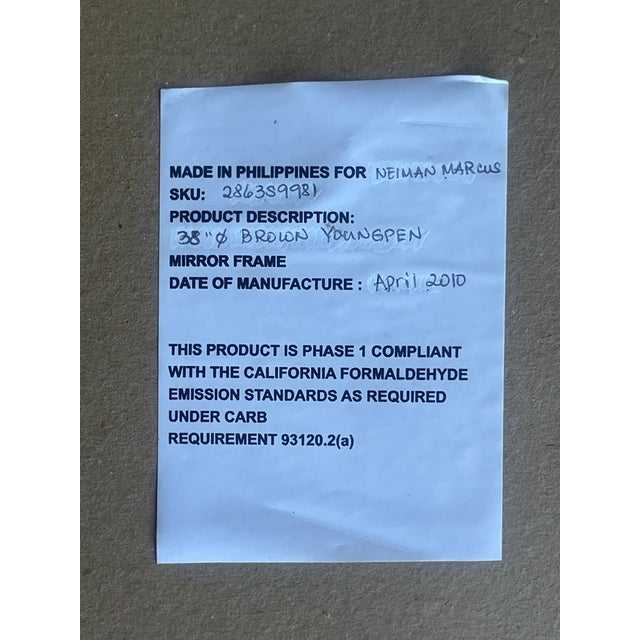 MADE IN PHILIPPINES FOR NEIMAN MARCUS
SKU: 2863S9981
PRODUCT DESCRIPTION:
38" Ø BROWN YOUNGPEN
MIRROR FRAME
DATE OF MANUFACTURE : April 2010
THIS PRODUCT IS PHASE 1 COMPLIANT
WITH THE CALIFORNIA FORMALDEHYDE
EMISSION STANDARDS AS REQUIRED
UNDER CARB
REQUIREMENT 93120.2(a)